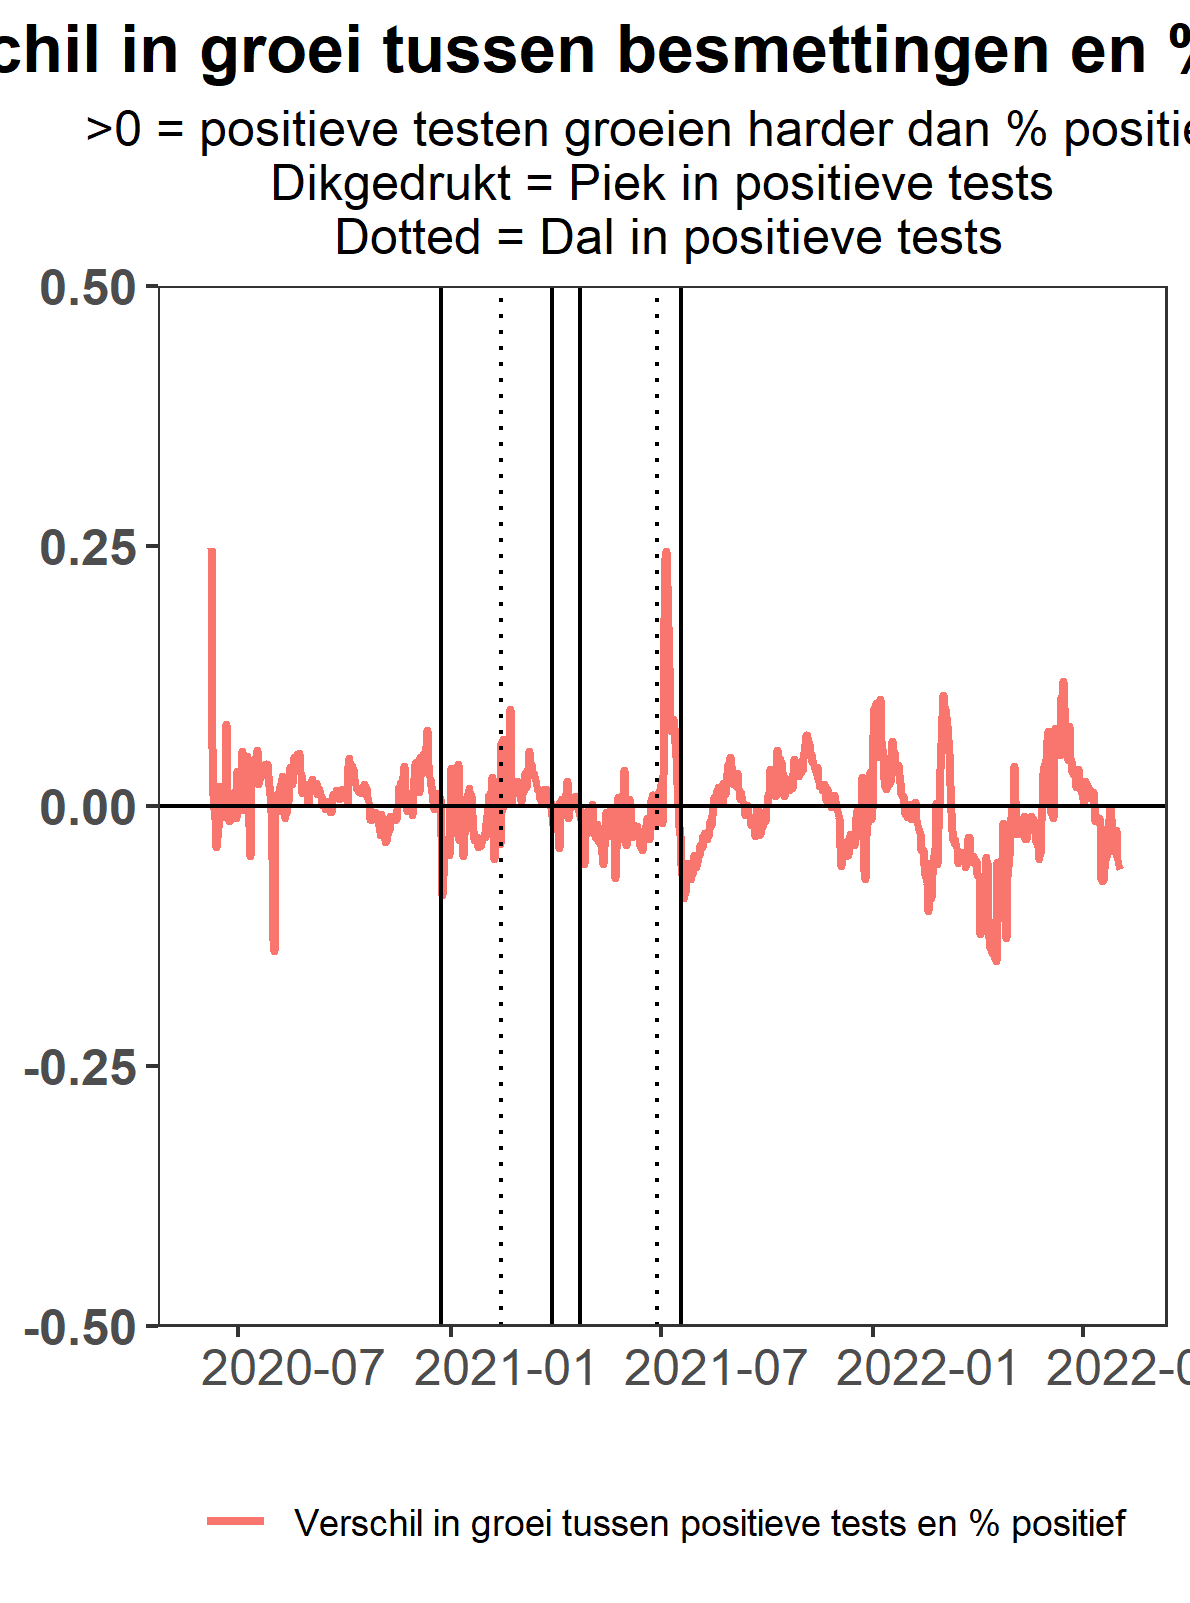 chil in groei tussen besmettingen en %
>0 = positieve testen groeien harder dan % positie
Dikgedrukt = Piek in positieve tests
Dotted = Dal in positieve tests
0.50
0.25
0.00
-0.25
-0.50
2020-07 2021-01 2021-07 2022-01 2022-0
Verschil in groei tussen positieve tests en % positief